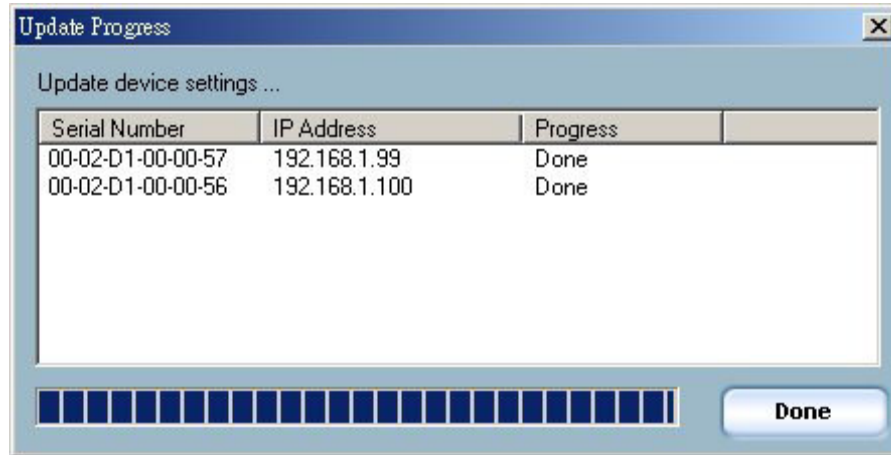 Update Progress
Update device settings ...
Serial Number IP Address Progress
00-02-D1-00-00-57 192.168.1.99 Done
00-02-D1-00-00-56 192.168.1.100 Done
Done